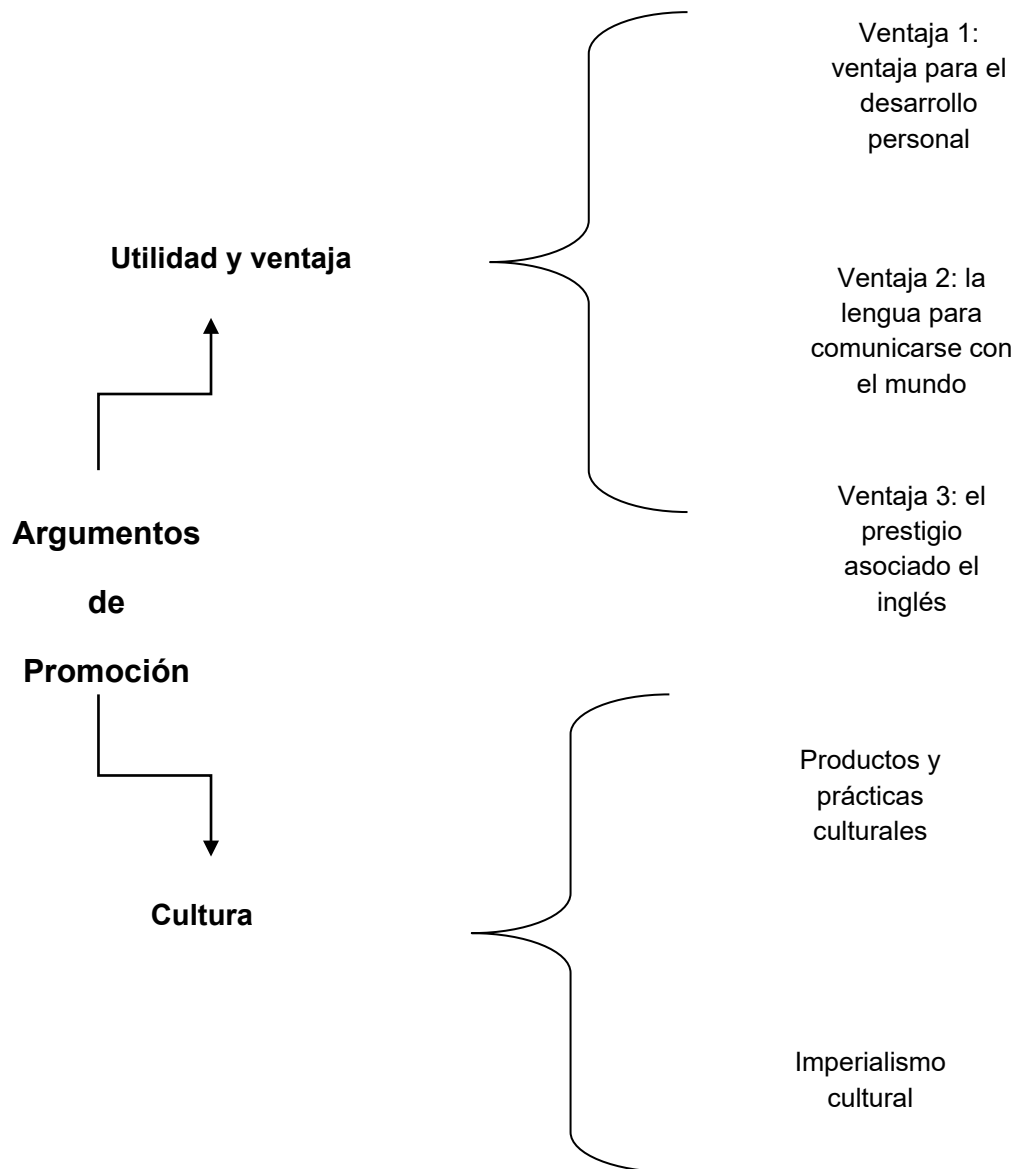 Ventaja 1:
ventaja para el
desarrollo
personal
Utilidad y ventaja
Ventaja 2: la
lengua para
comunicarse con
el mundo
Ventaja 3: el
prestigio
asociado el
inglés
Argumentos
de
Promoción
Productos y
prácticas
culturales
Cultura
Imperialismo
cultural